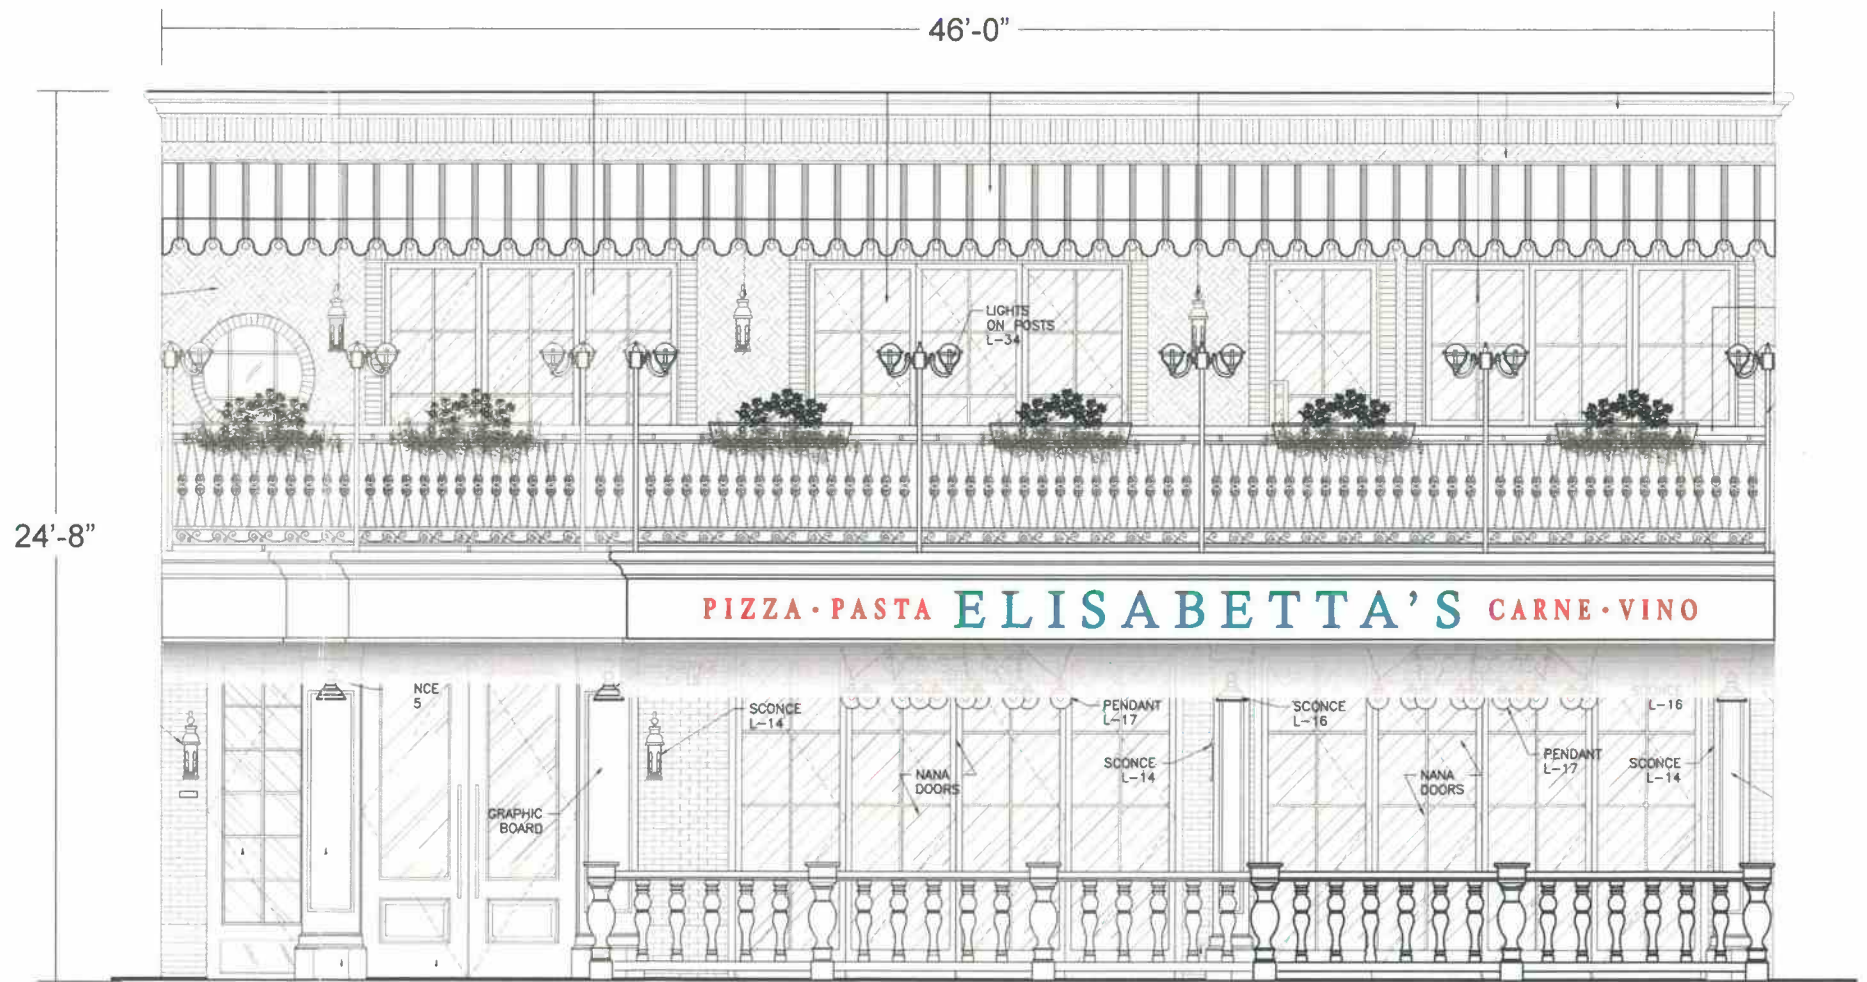 46'-0”
24'-8”
LIGHTS
ON POSTS
L-34
PIZZA·PASTA ELISABETTA’S CARNE·VINO
NCE
5
SCONCE
L-14
PENDANT
L-17
SCONCE
L-16
SCONCE
L-16
SCONCE
L-14
PENDANT
L-17
SCONCE
L-14
NANA
DOORS
NANA
DOORS
GRAPHIC
BOARD